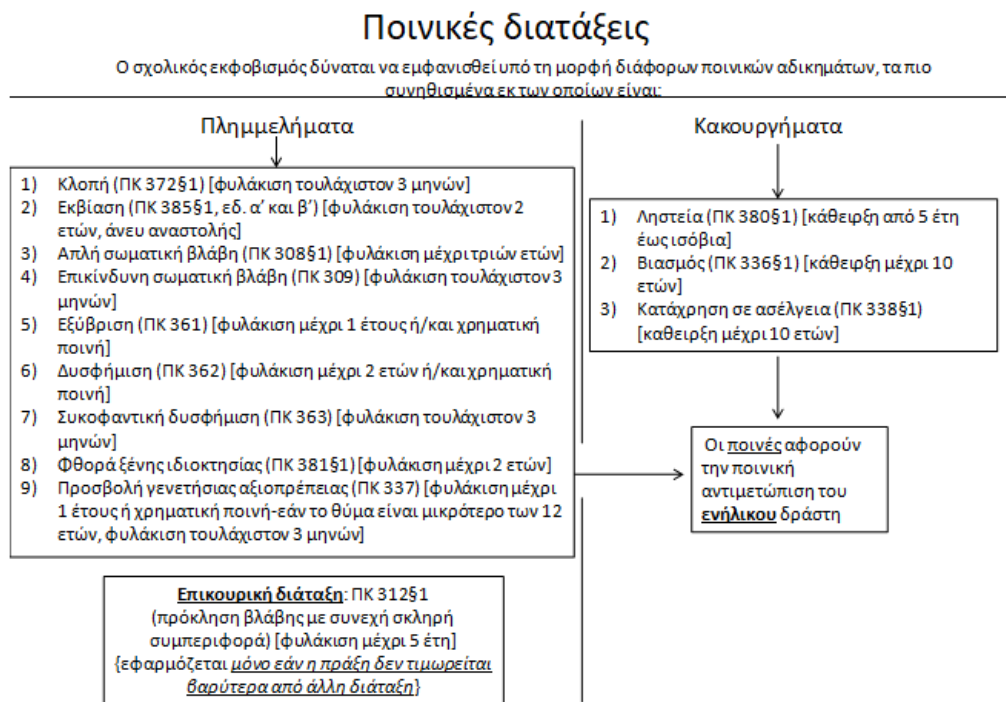 Ποινικές διατάξεις
Ο σχολικός εκφοβισμός δύναται να εμφανισθεί υπό τη μορφή διάφορων ποινικών αδικημάτων, τα πιο
συνηθισμένα εκ των οποίων είναι:
Πλημμελήματα
1) Κλοπή (ΠΚ 372§1) [φυλάκιση τουλάχιστον 3 μηνών]
2) Εκβίαση (ΠΚ 385§1, εδ. α’ και β’) [φυλάκιση τουλάχιστον 2
ετών, άνευ αναστολής]
3) Απλή σωματική βλάβη (ΠΚ 308§1) [φυλάκιση μέχρι τριών ετών]
4) Επικίνδυνη σωματική βλάβη (ΠΚ 309) [φυλάκιση τουλάχιστον 3
μηνών]
5) Εξύβριση (ΠΚ 361) [φυλάκιση μέχρι 1 έτους ή/και χρηματική
ποινή]
6) Δυσφήμιση (ΠΚ 362) [φυλάκιση μέχρι 2 ετών ή/και χρηματική
ποινή]
7) Συκοφαντική δυσφήμιση (ΠΚ 363) [φυλάκιση τουλάχιστον 3
μηνών]
8) Φθορά ξένης ιδιοκτησίας (ΠΚ 381§1) [φυλάκιση μέχρι 2 ετών]
9) Προσβολή γενετήσιας αξιοπρέπειας (ΠΚ 337) [φυλάκιση μέχρι
1 έτους ή χρηματική ποινή-εάν το θύμα είναι μικρότερο των 12
ετών, φυλάκιση τουλάχιστον 3 μηνών]
Επικουρική διάταξη: ΠΚ 312§1
(πρόκληση βλάβης με συνεχή σκληρή
συμπεριφορά) [φυλάκιση μέχρι 5 έτη]
{εφαρμόζεται μόνο εάν η πράξη δεν τιμωρείται
βαρύτερα από άλλη διάταξη}
Κακουργήματα
1) Ληστεία (ΠΚ 380§1) [κάθειρξη από 5 έτη
έως ισόβια]
2) Βιασμός (ΠΚ 336§1) [κάθειρξη μέχρι 10
ετών]
3) Κατάχρηση σε ασέλγεια (ΠΚ 338§1)
[καθειρξη μέχρι 10 ετών]
Οι ποινές αφορούν
την ποινική
αντιμετώπιση του
ενήλικου δράστη